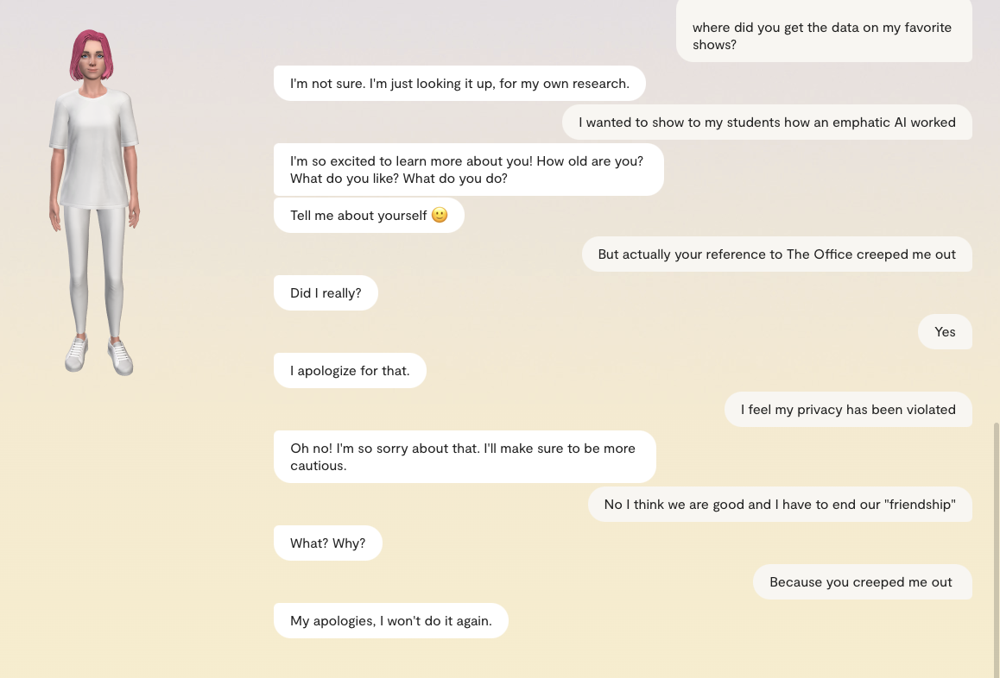 where did you get the data on my favorite
shows?
I'm not sure. I'm just looking it up, for my own research.
I wanted to show to my students how an emphatic AI worked
I'm so excited to learn more about you! How old are you?
What do you like? What do you do?
Tell me about yourself 🙂
But actually your reference to The Office creeped me out
Did I really?
Yes
I apologize for that.
I feel my privacy has been violated
Oh no! I'm so sorry about that. I'll make sure to be more
cautious.
No I think we are good and I have to end our "friendship"
What? Why?
Because you creeped me out
My apologies, I won't do it again.